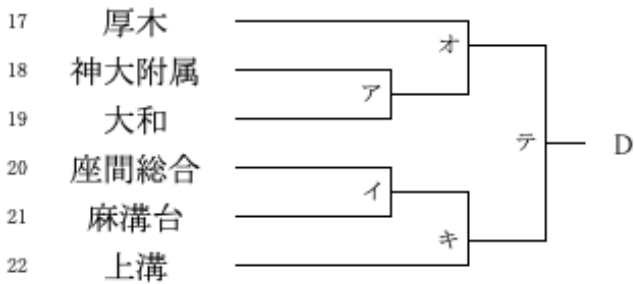 17 厚木
オ
18 神大附属
ア
19 大和
テ D
20 座間総合
イ
21 麻溝台
キ
22 上溝